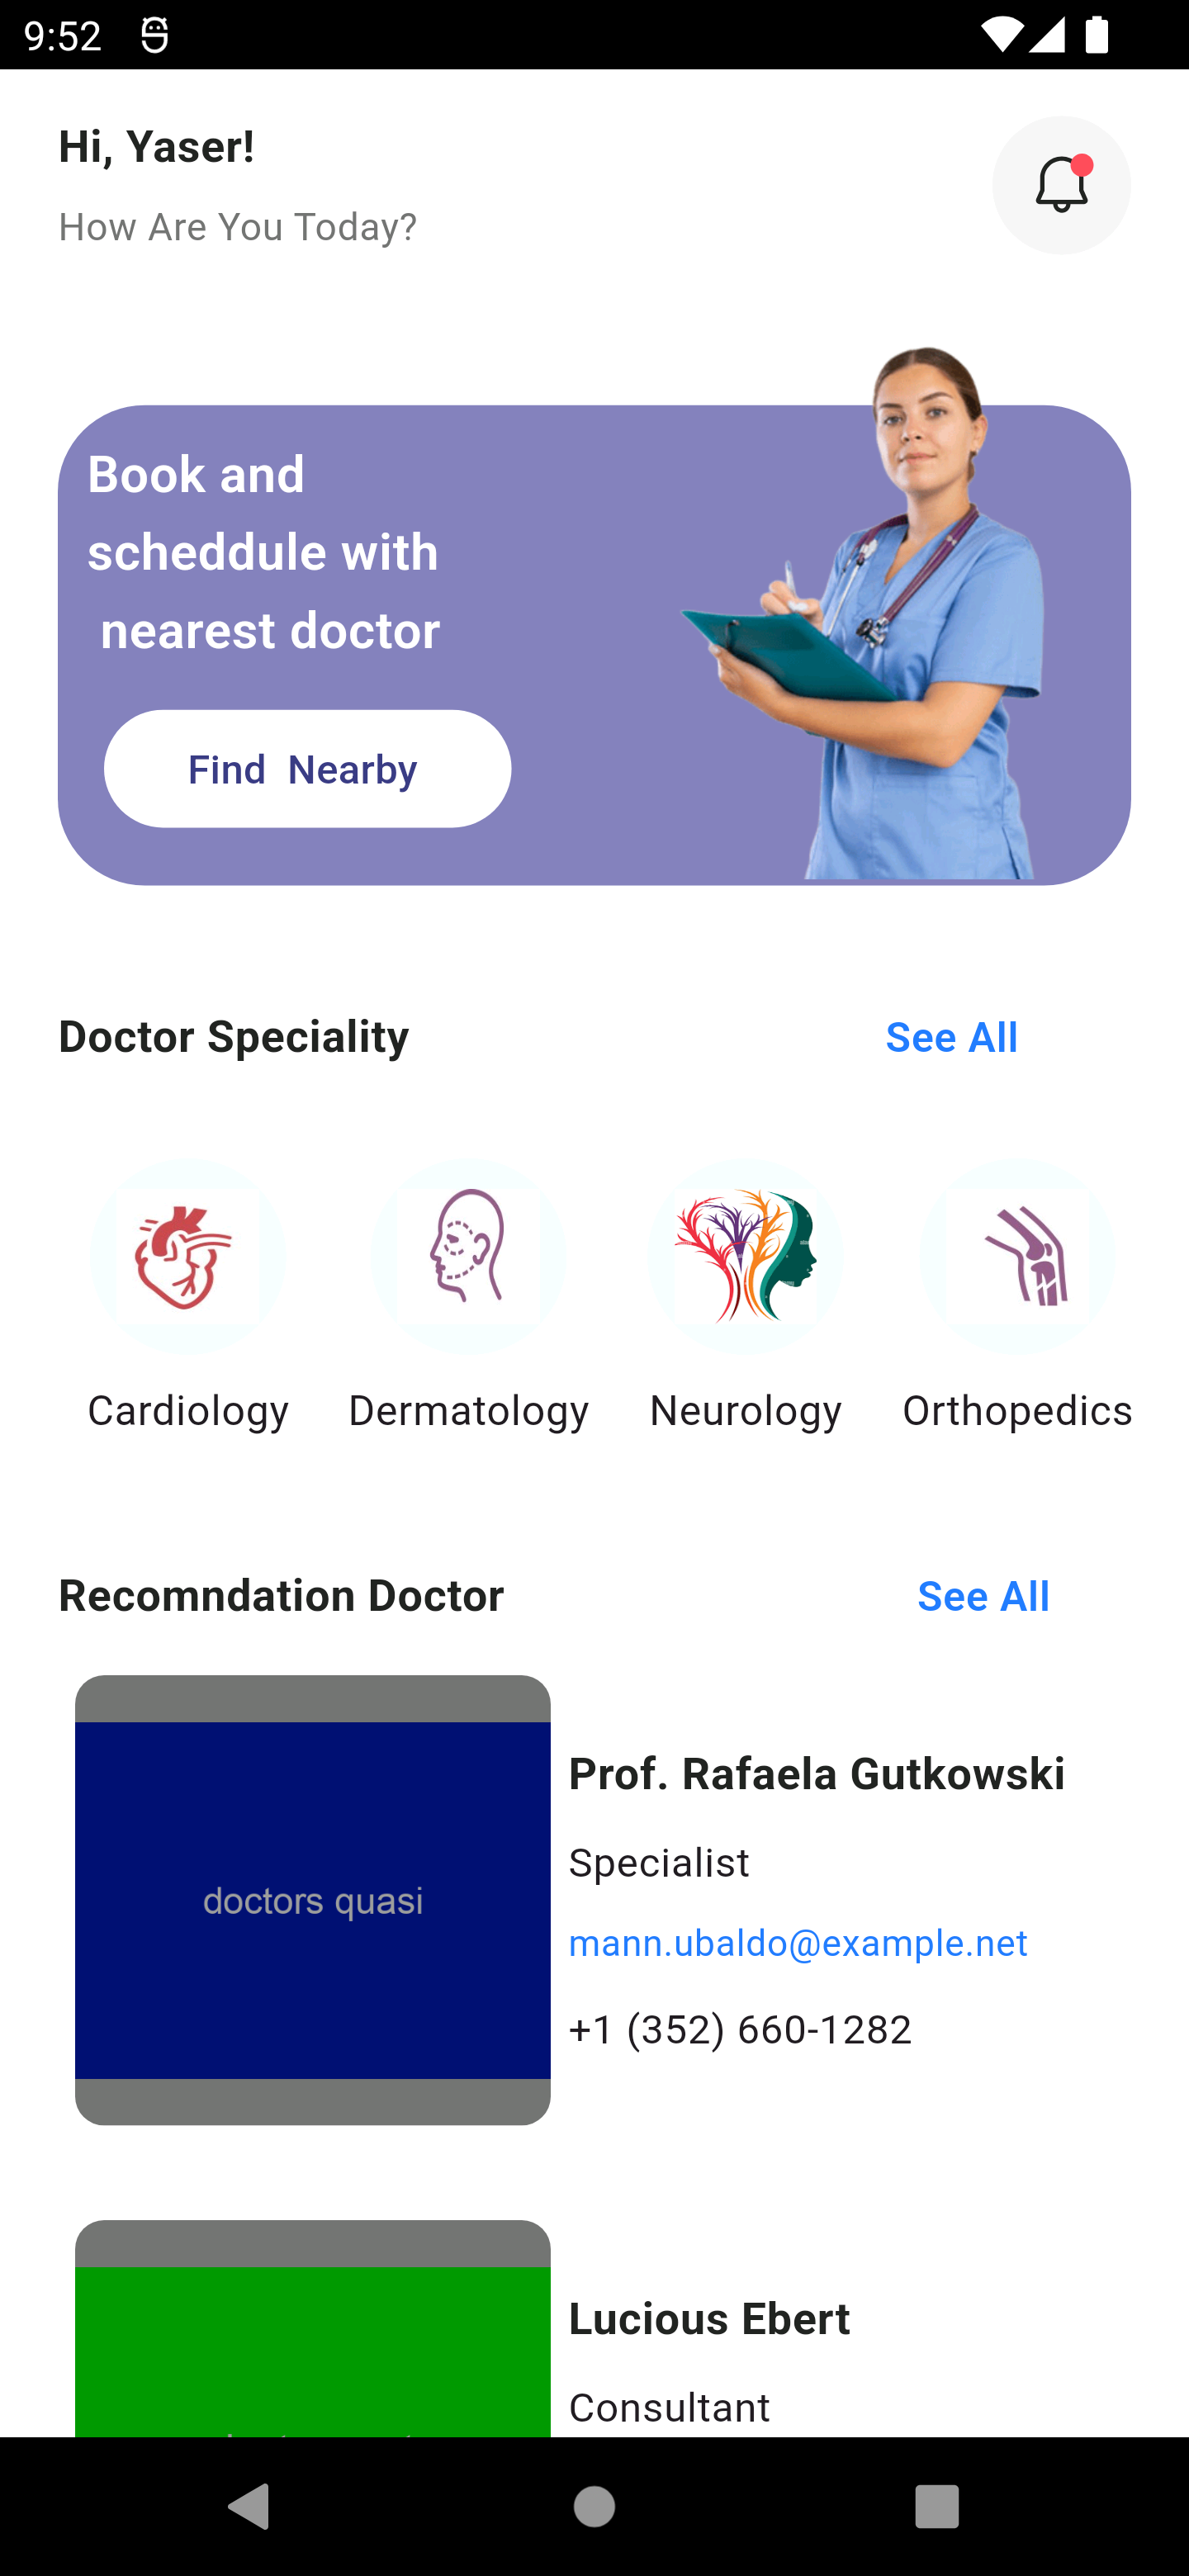 9:52
Hi, Yaser!
How Are You Today?
Book and
scheddule with
nearest doctor
Find Nearby
Doctor Speciality
See All
Cardiology
Dermatology
Neurology
Orthopedics
Recomndation Doctor
See All
doctors quasi
Prof. Rafaela Gutkowski
Specialist
mann.ubaldo@example.net
+1 (352) 660-1282
Lucious Ebert
Consultant